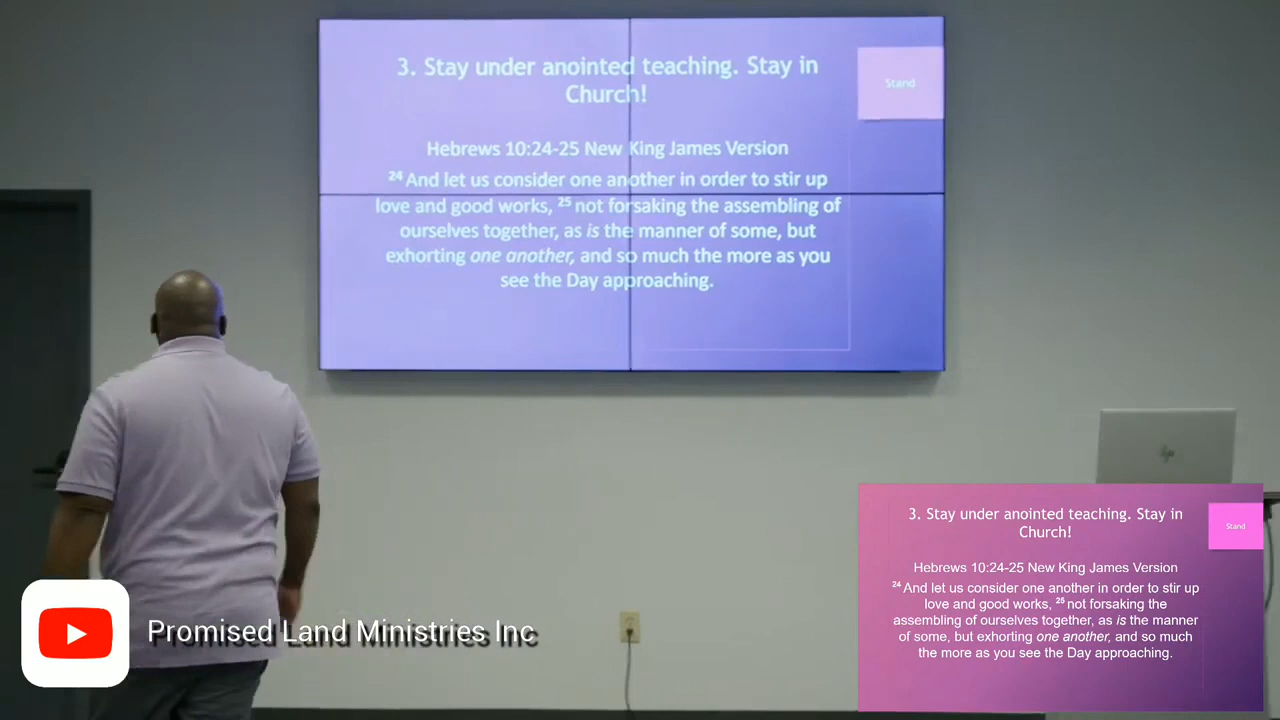 3. Stay under anointed teaching. Stay in
Church!
Stand
Hebrews 10:24-25 New King James Version
24 And let us consider one another in order to stir up
love and good works, 25 not forsaking the assembling of
ourselves together, as is the manner of some, but
exhorting one another, and so much the more as you
see the Day approaching.
hp
3. Stay under anointed teaching. Stay in
Church!
Stand
Hebrews 10:24-25 New King James Version
24 And let us consider one another in order to stir up
love and good works, 25 not forsaking the
assembling of ourselves together, as is the manner
of some, but exhorting one another, and so much
the more as you see the Day approaching.
Promised Land Ministries Inc